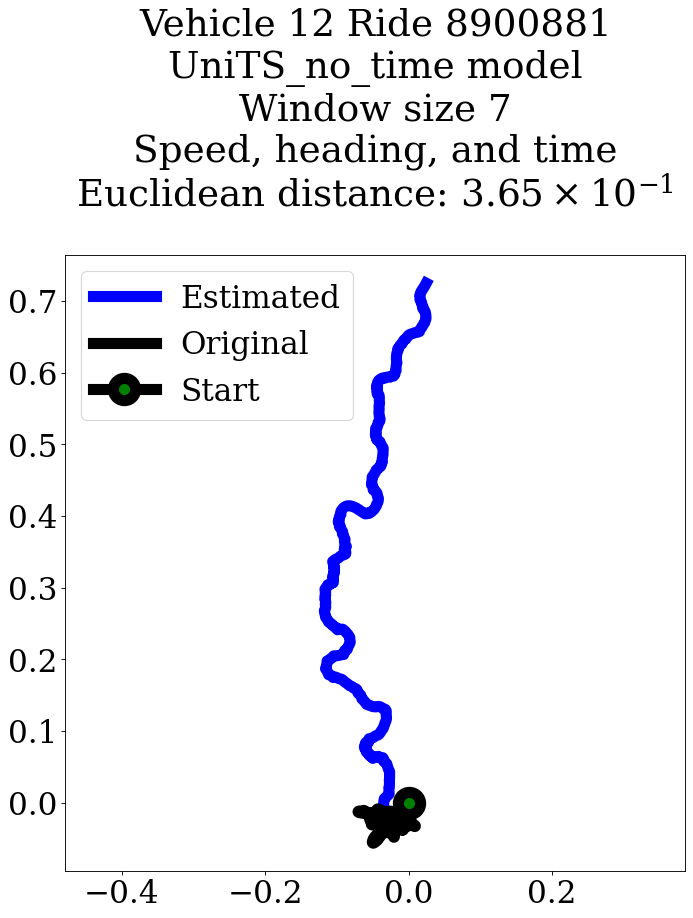 Vehicle 12 Ride 8900881
UniTS_no_time model
Window size 7
Speed, heading, and time
Euclidean distance: 3.65 × 10⁻¹
Estimated
Original
Start
0.7
0.6
0.5
0.4
0.3
0.2
0.1
0.0
−0.4
−0.2
0.0
0.2